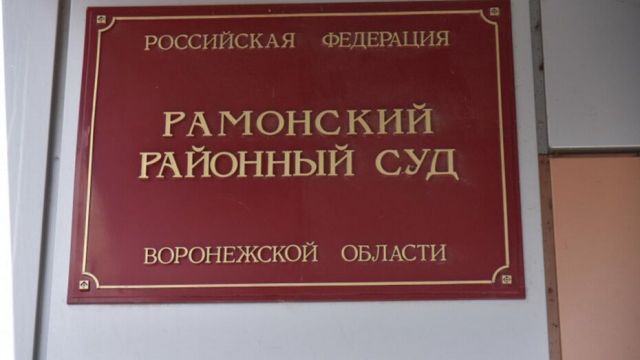 РОССИЙСКАЯ ФЕДЕРАЦИЯ
РАМОНСКИЙ
РАЙОННЫЙ СУД
ВОРОНЕЖСКОЙ ОБЛАСТИ